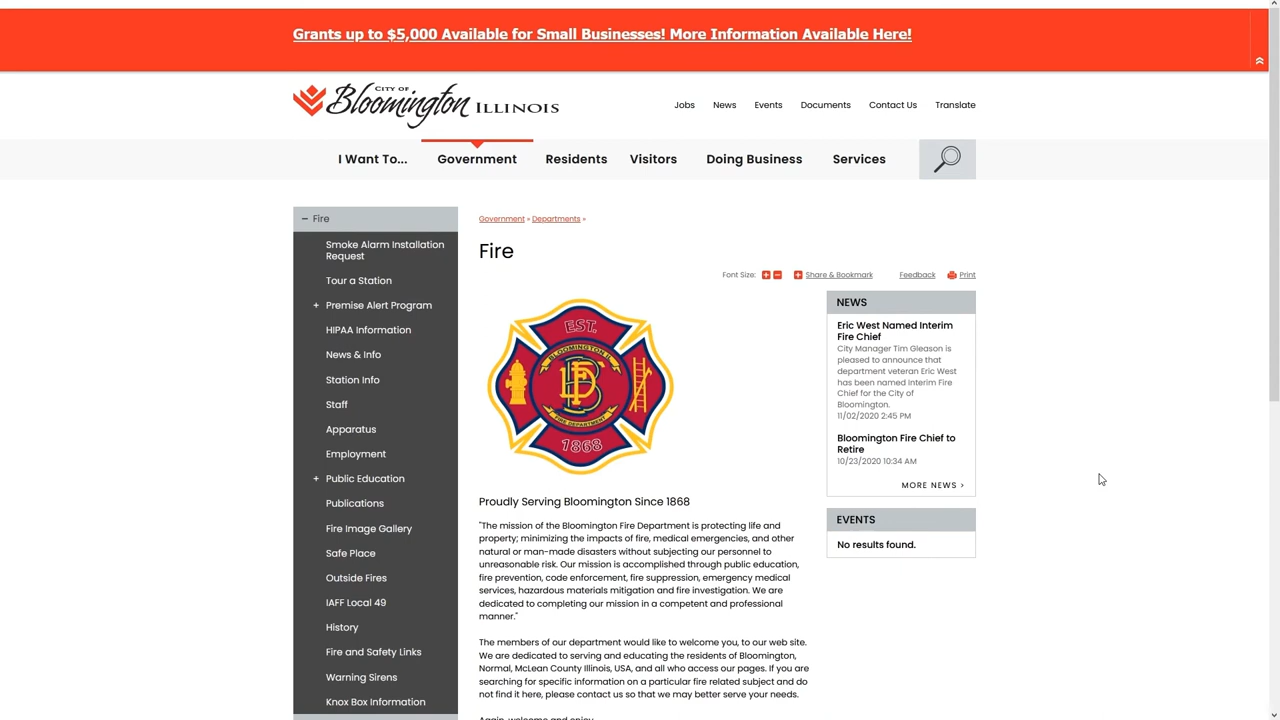 Grants up to $5,000 Available for Small Businesses! More Information Available Here!
CITY OF
Bloomington ILLINOIS
Jobs News Events Documents Contact Us Translate
I Want To... Government Residents Visitors Doing Business Services
− Fire
Smoke Alarm Installation
Request
Tour a Station
+ Premise Alert Program
HIPAA Information
News & Info
Station Info
Staff
Apparatus
Employment
+ Public Education
Publications
Fire Image Gallery
Safe Place
Outside Fires
IAFF Local 49
History
Fire and Safety Links
Warning Sirens
Knox Box Information
Government » Departments »
Fire
Font Size: + − + Share & Bookmark Feedback Print
EST.
BLOOMINGTON IL
BFD
FIRE DEPARTMENT
1868
Proudly Serving Bloomington Since 1868
"The mission of the Bloomington Fire Department is protecting life and
property; minimizing the impacts of fire, medical emergencies, and other
natural or man-made disasters without subjecting our personnel to
unreasonable risk. Our mission is accomplished through public education,
fire prevention, code enforcement, fire suppression, emergency medical
services, hazardous materials mitigation and fire investigation. We are
dedicated to completing our mission in a competent and professional
manner."
The members of our department would like to welcome you, to our web site.
We are dedicated to serving and educating the residents of Bloomington,
Normal, McLean County Illinois, USA, and all who access our pages. If you are
searching for specific information on a particular fire related subject and do
not find it here, please contact us so that we may better serve your needs.
Again, welcome and enjoy
NEWS
Eric West Named Interim
Fire Chief
City Manager Tim Gleason is
pleased to announce that
department veteran Eric West
has been named Interim Fire
Chief for the City of
Bloomington.
11/02/2020 2:45 PM
Bloomington Fire Chief to
Retire
10/23/2020 10:34 AM
MORE NEWS >
EVENTS
No results found.